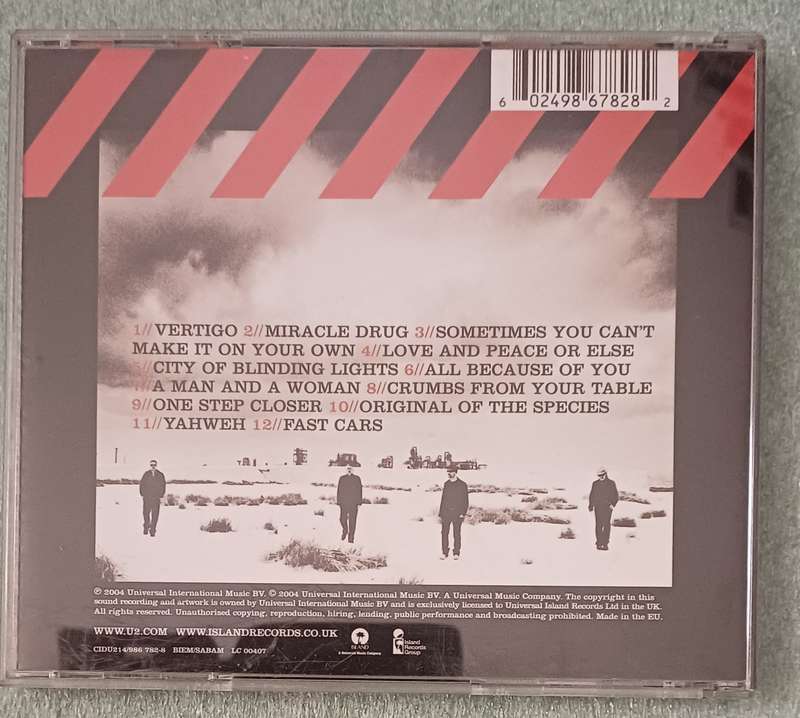 6 02498 67828 2
1//VERTIGO 2//MIRACLE DRUG 3//SOMETIMES YOU CAN'T
MAKE IT ON YOUR OWN 4//LOVE AND PEACE OR ELSE
5//CITY OF BLINDING LIGHTS 6//ALL BECAUSE OF YOU
7//A MAN AND A WOMAN 8//CRUMBS FROM YOUR TABLE
9//ONE STEP CLOSER 10//ORIGINAL OF THE SPECIES
11//YAHWEH 12//FAST CARS
℗ 2004 Universal International Music BV. © 2004 Universal International Music BV. A Universal Music Company. The copyright in this
sound recording and artwork is owned by Universal International Music BV and is exclusively licensed to Universal Island Records Ltd in the UK.
All rights reserved. Unauthorised copying, reproduction, hiring, lending, public performance and broadcasting prohibited. Made in the EU.
WWW.U2.COM WWW.ISLANDRECORDS.CO.UK
CIDU214/986 782-8 BIEM/SABAM LC 00407
ISLAND
A Universal Music Company
Island
Records
Group